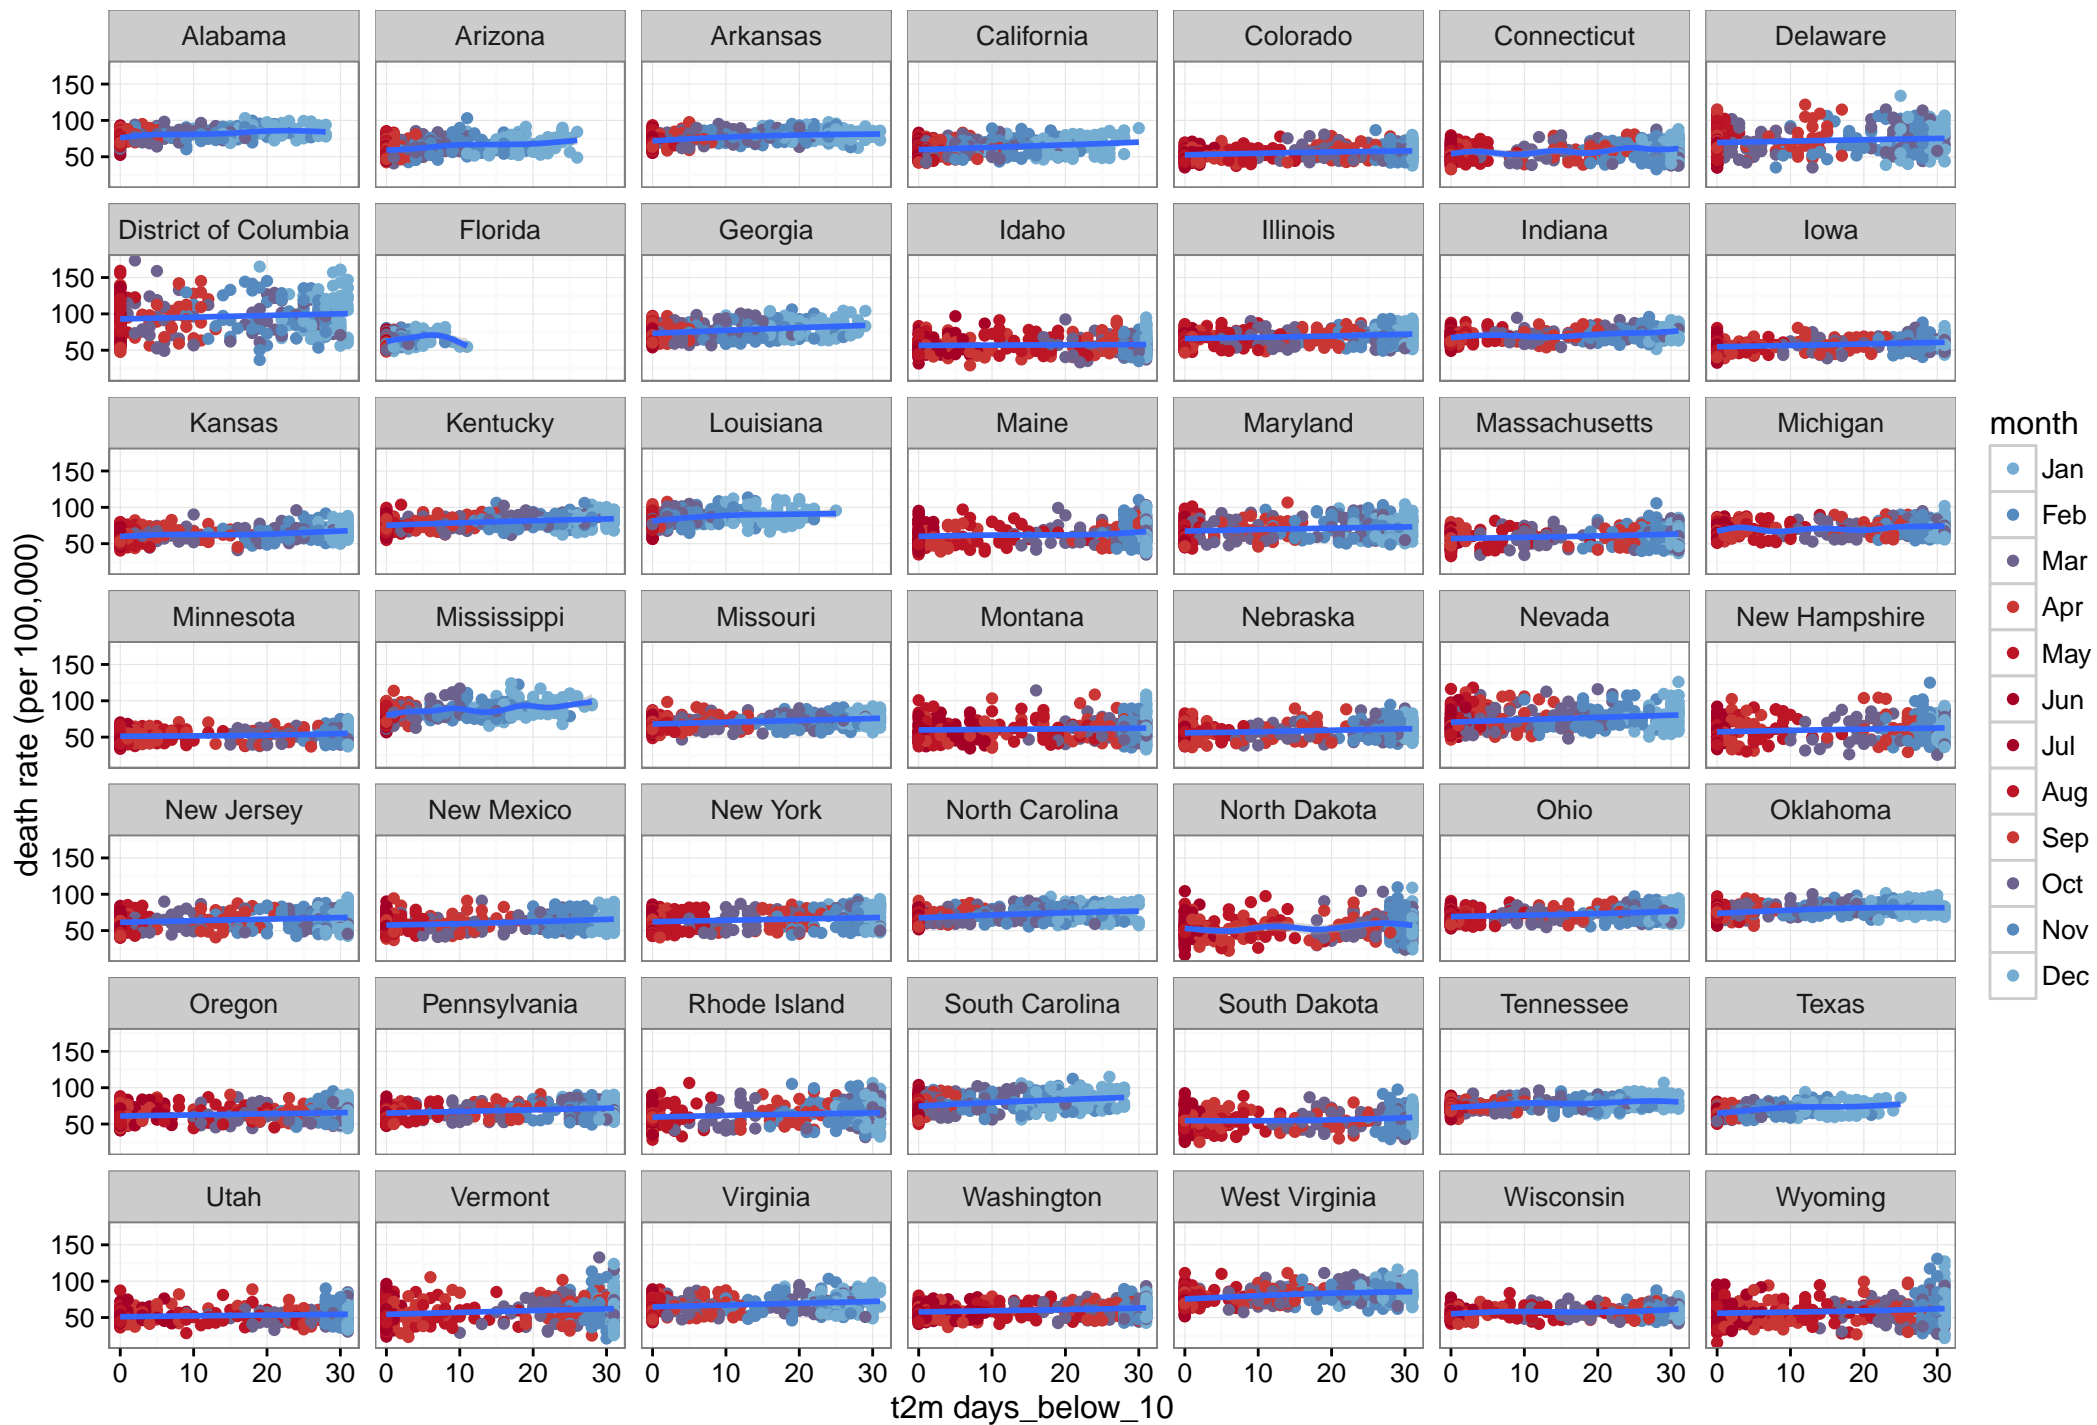 Alabama Arizona Arkansas California Colorado Connecticut Delaware
150
100
50
District of Columbia Florida Georgia Idaho Illinois Indiana Iowa
150
100
50
Kansas Kentucky Louisiana Maine Maryland Massachusetts Michigan
150
100
50
Minnesota Mississippi Missouri Montana Nebraska Nevada New Hampshire
150
100
50
New Jersey New Mexico New York North Carolina North Dakota Ohio Oklahoma
150
100
50
Oregon Pennsylvania Rhode Island South Carolina South Dakota Tennessee Texas
150
100
50
Utah Vermont Virginia Washington West Virginia Wisconsin Wyoming
150
100
50
0 10 20 30 0 10 20 30 0 10 20 30 0 10 20 30 0 10 20 30 0 10 20 30 0 10 20 30
t2m days_below_10
death rate (per 100,000)
month
Jan
Feb
Mar
Apr
May
Jun
Jul
Aug
Sep
Oct
Nov
Dec